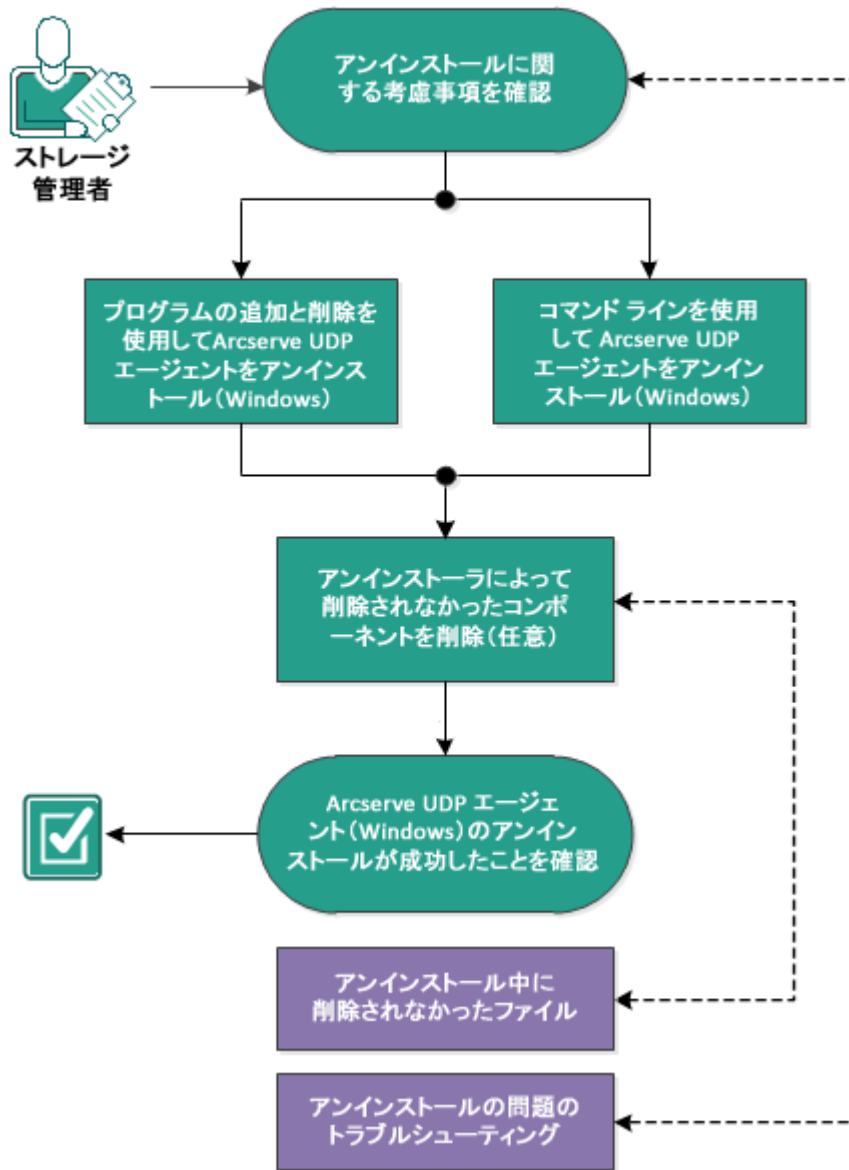 アンインストールに関
する考慮事項を確認
ストレージ
管理者
プログラムの追加と削除を
使用してArcserve UDP
エージェントをアンインス
トール（Windows）
コマンド ラインを使用
して Arcserve UDP
エージェントをアンイン
ストール（Windows）
アンインストーラによって
削除されなかったコンポ
ーネントを削除（任意）
Arcserve UDP エージェ
ント（Windows）のアンイン
ストールが成功したことを確認
アンインストール中に
削除されなかったファイル
アンインストールの問題の
トラブルシューティング